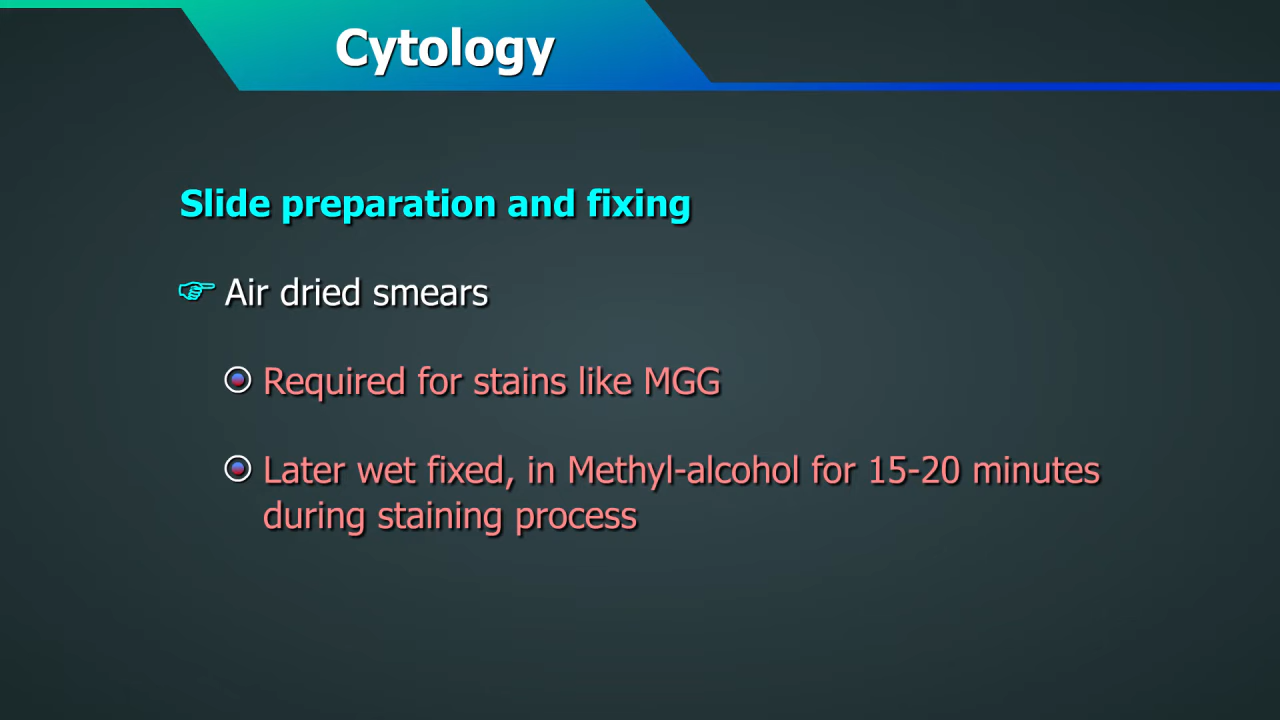 Cytology
Slide preparation and fixing
Air dried smears
Required for stains like MGG
Later wet fixed, in Methyl-alcohol for 15-20 minutes
during staining process